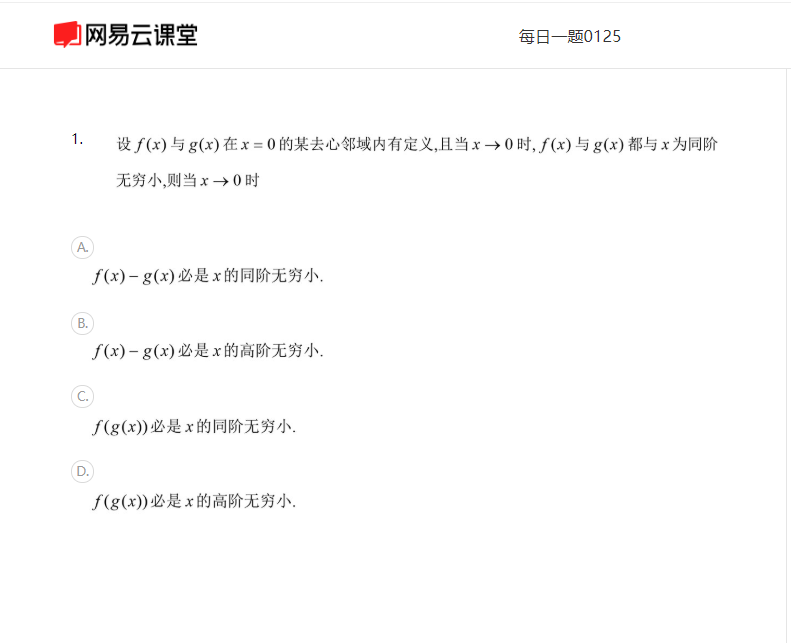 网易云课堂
每日一题0125
1. 设 f(x) 与 g(x) 在 x = 0 的某去心邻域内有定义,且当 x → 0 时, f(x) 与 g(x) 都与 x 为同阶
无穷小,则当 x → 0 时
A.
f(x) − g(x) 必是 x 的同阶无穷小.
B.
f(x) − g(x) 必是 x 的高阶无穷小.
C.
f(g(x)) 必是 x 的同阶无穷小.
D.
f(g(x)) 必是 x 的高阶无穷小.